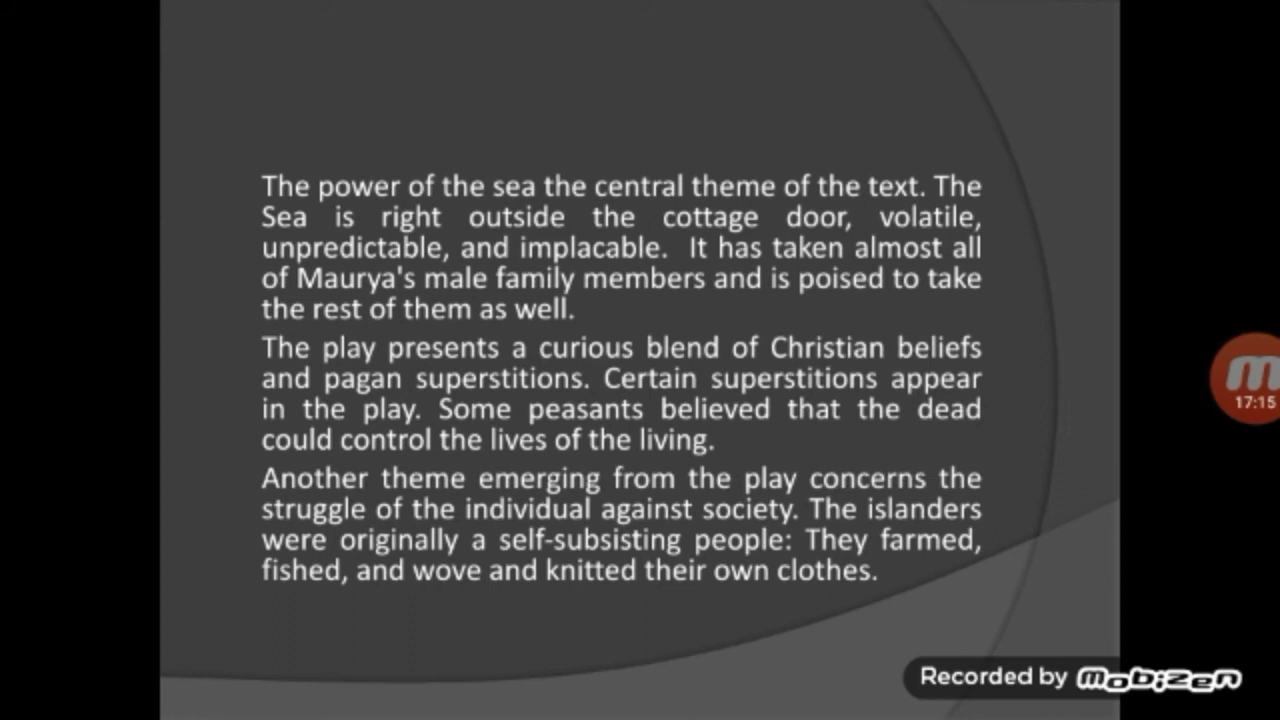 The power of the sea the central theme of the text. The
Sea is right outside the cottage door, volatile,
unpredictable, and implacable. It has taken almost all
of Maurya's male family members and is poised to take
the rest of them as well.
The play presents a curious blend of Christian beliefs
and pagan superstitions. Certain superstitions appear
in the play. Some peasants believed that the dead
could control the lives of the living.
Another theme emerging from the play concerns the
struggle of the individual against society. The islanders
were originally a self-subsisting people: They farmed,
fished, and wove and knitted their own clothes.
m
17:15
Recorded by mobizen